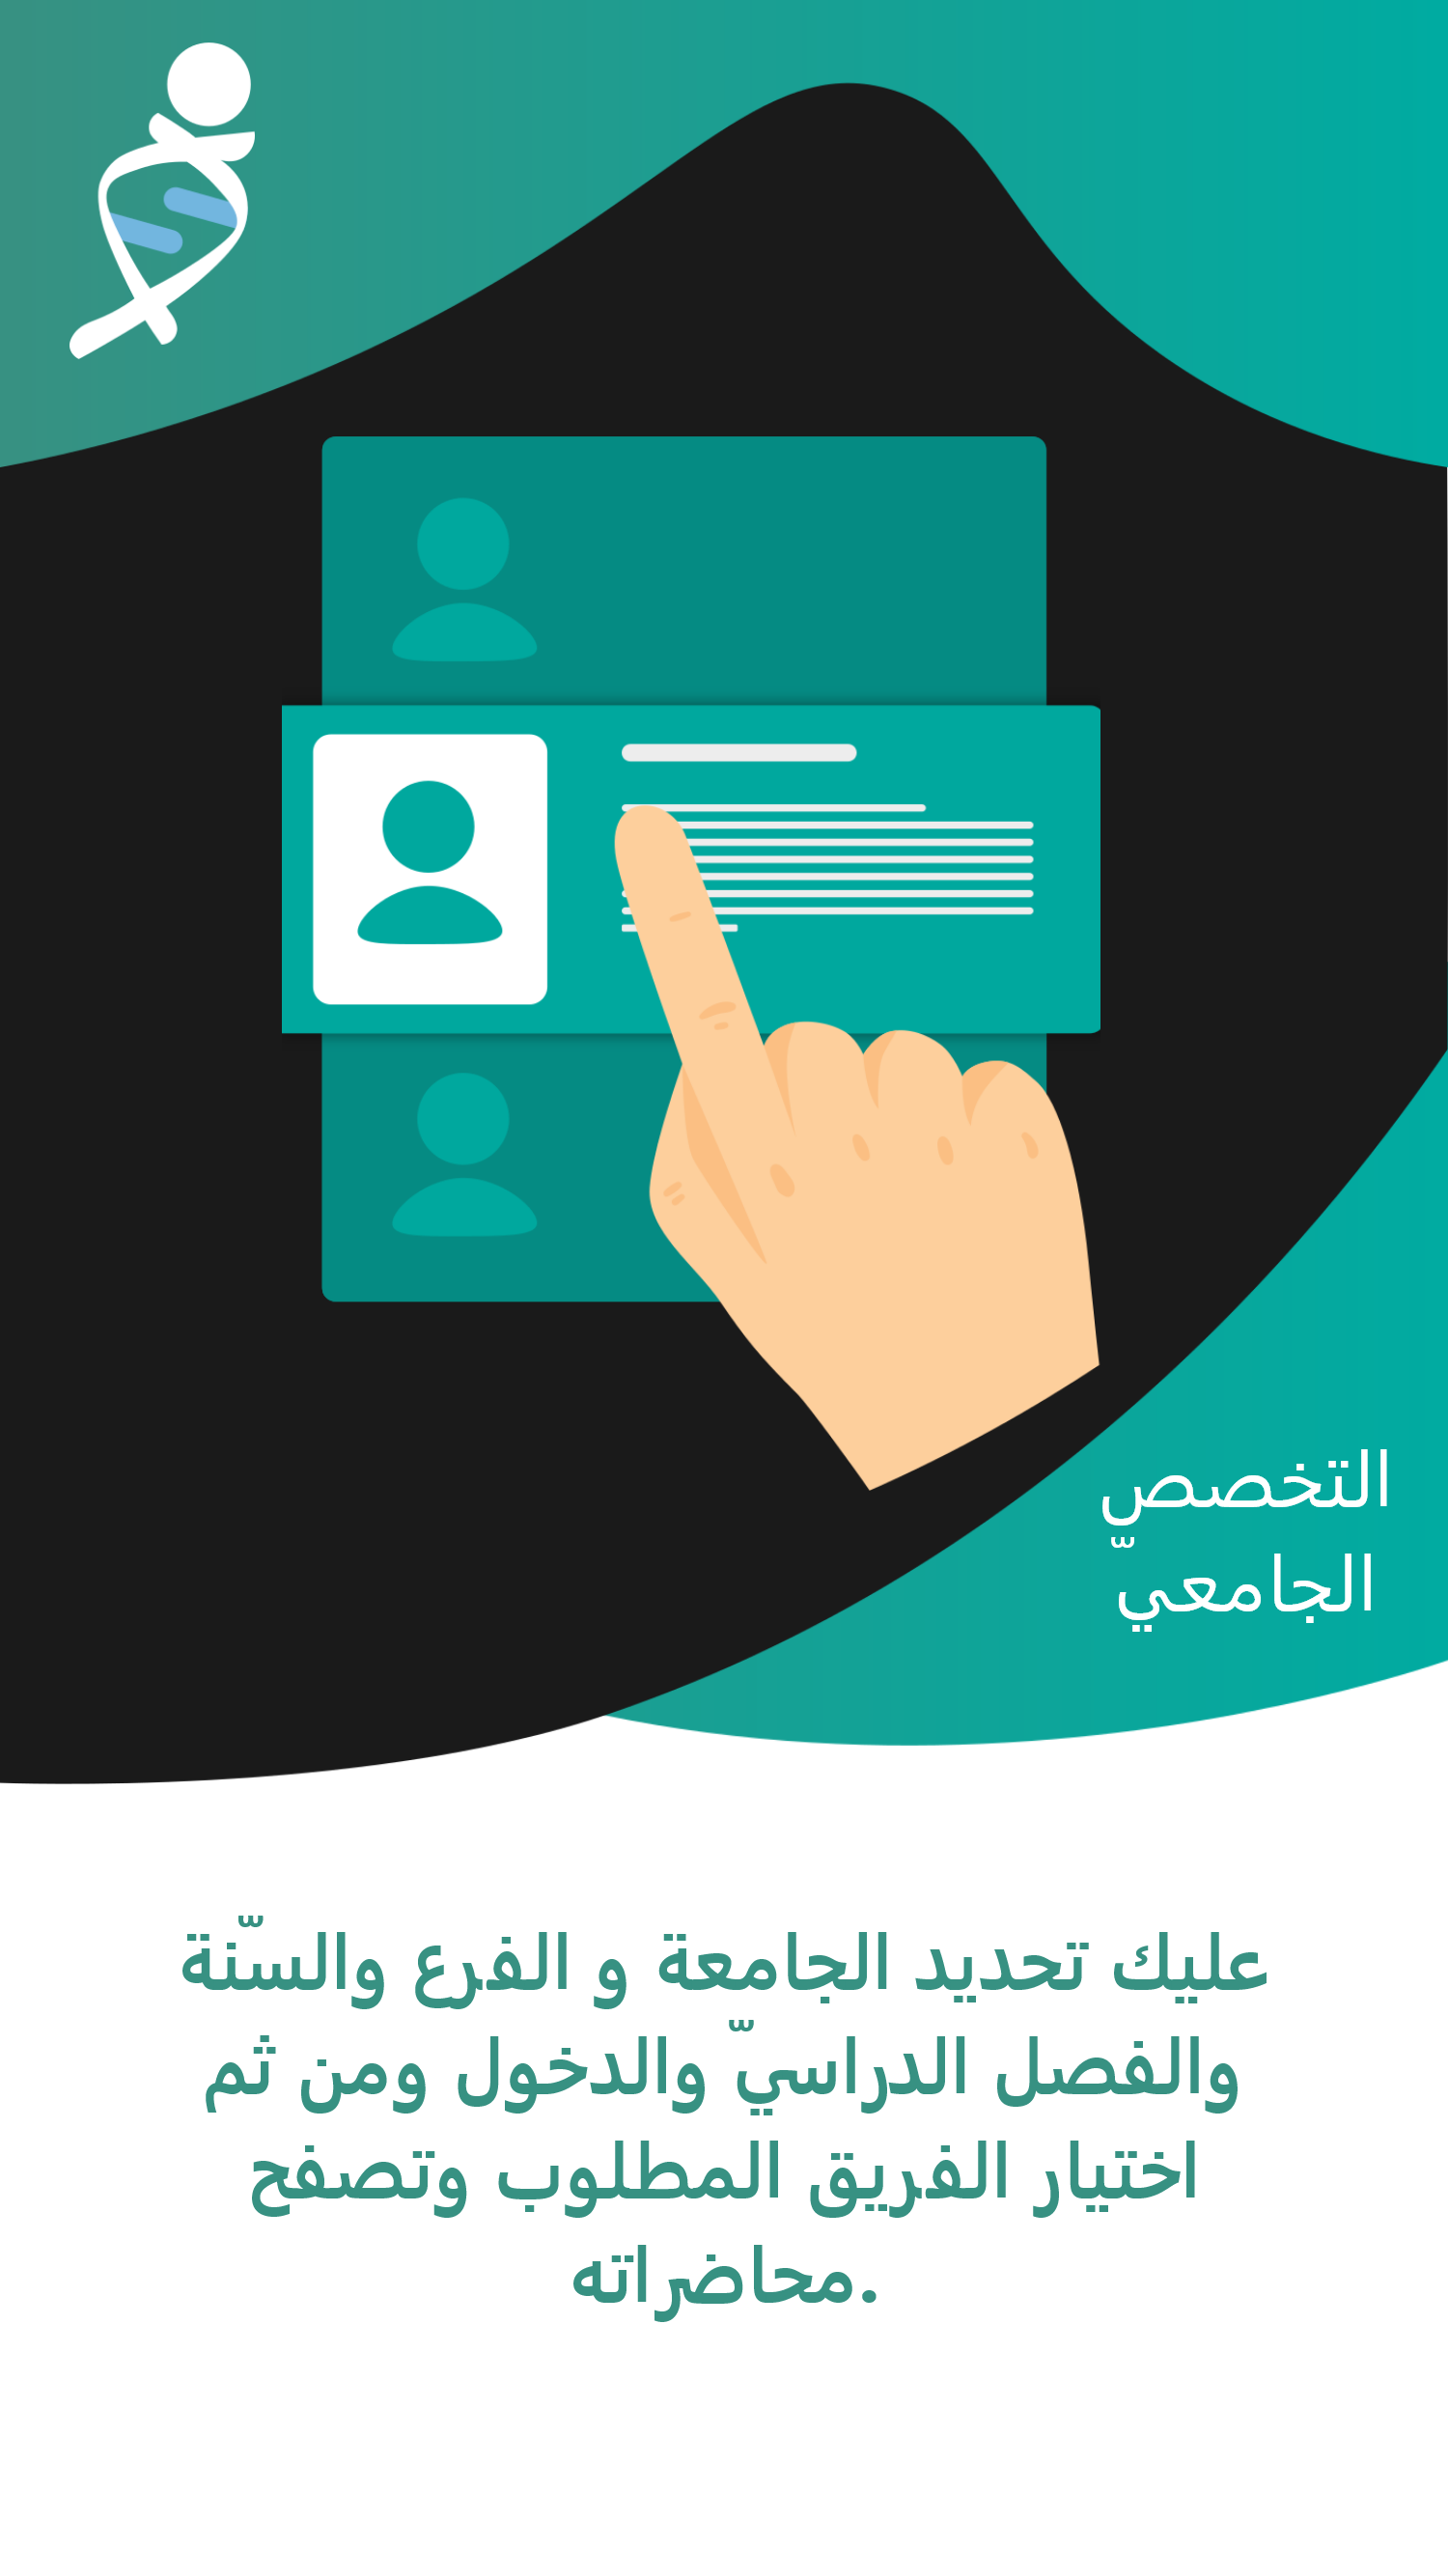 التخصص
الجامعيّ
عليك تحديد الجامعة و الفرع والسّنة
والفصل الدراسيّ والدخول ومن ثم
اختيار الفريق المطلوب وتصفح
.محاضراته